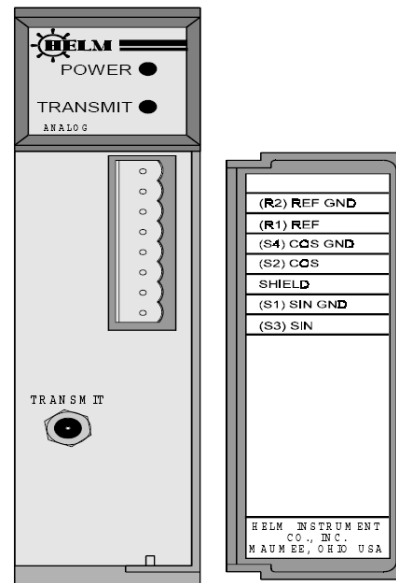 HELM
POWER
TRANSMIT
ANALOG
TRANSMIT
(R2) REF GND
(R1) REF
(S4) COS GND
(S2) COS
SHIELD
(S1) SIN GND
(S3) SIN
HELM INSTRUMENT
CO., INC.
MAUMEE, OHIO USA